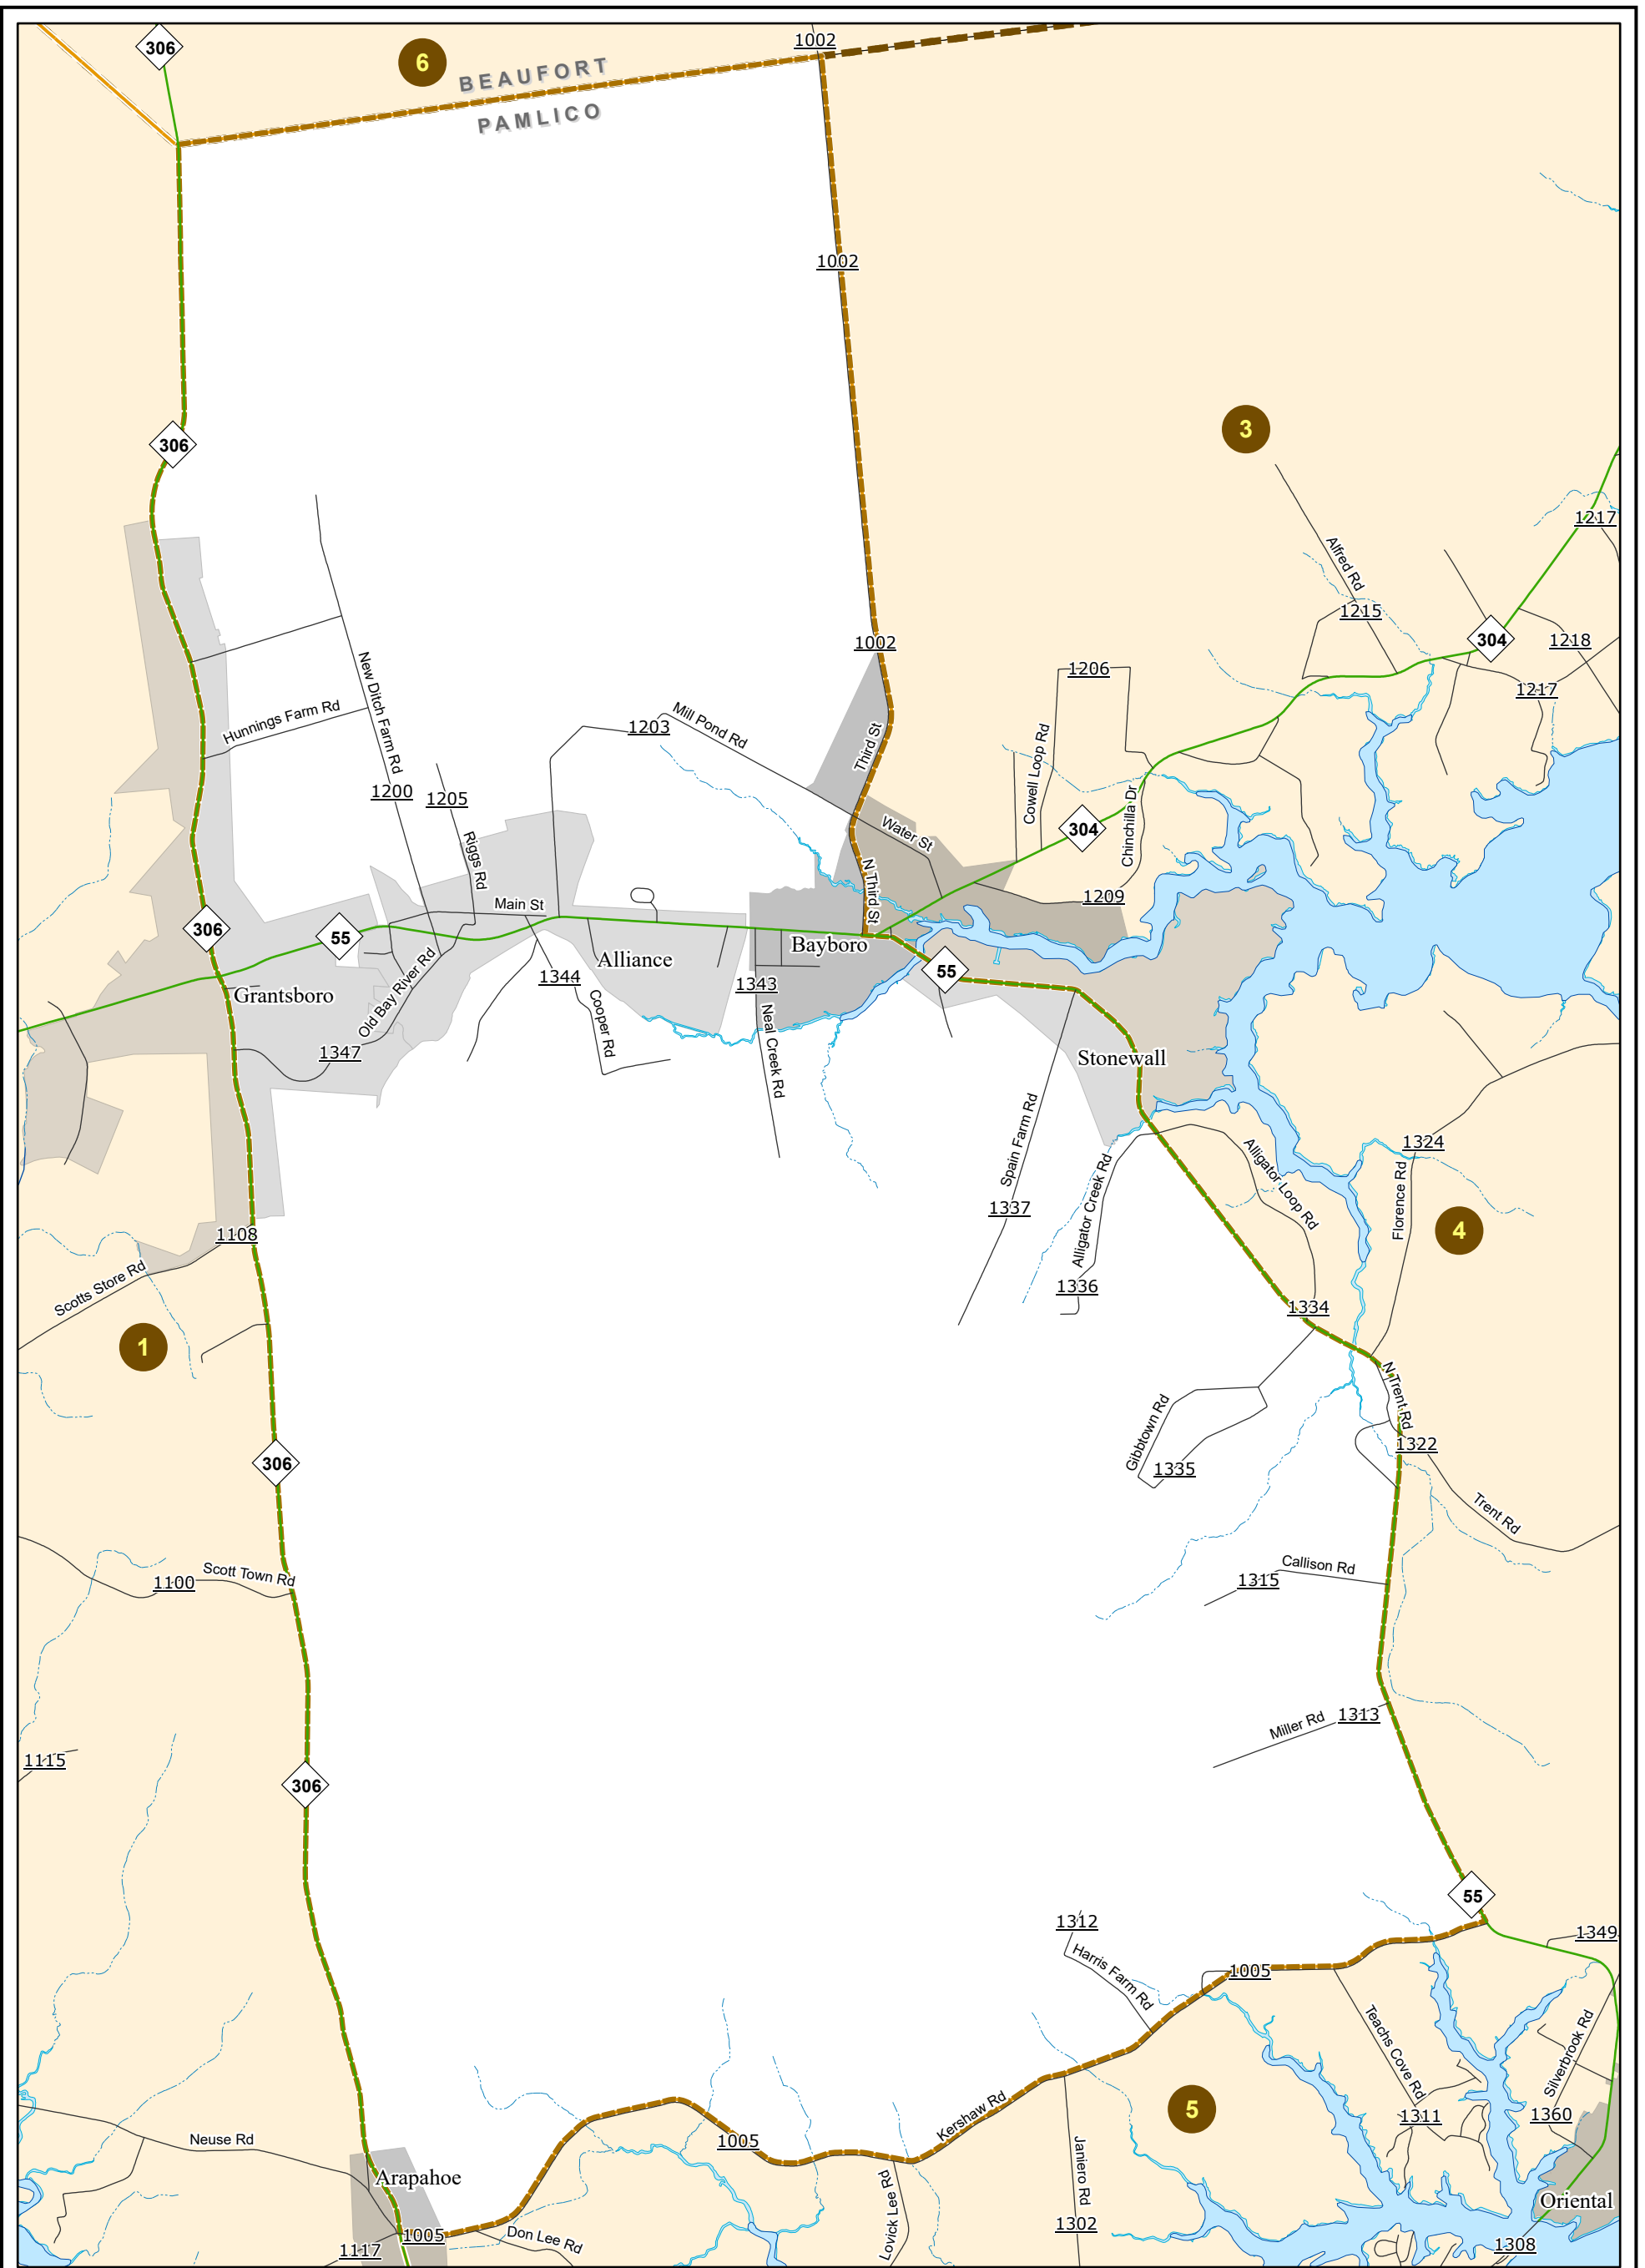 306
6
BEAUFORT
PAMLICO
1002
1002
306
3
1217
Alfred Rd
1215
304
1218
1002
1206
1217
New Ditch Farm Rd
Hunnings Farm Rd
1203
Mill Pond Rd
Third St
Cowell Loop Rd
1200
1205
304
Chinchilla Dr
Water St
Riggs Rd
N Third St
1209
Main St
306
55
Bayboro
Alliance
55
1344
1343
Grantsboro
Old Bay River Rd
Cooper Rd
Neal Creek Rd
1347
Stonewall
Spain Farm Rd
1324
Alligator Loop Rd
Alligator Creek Rd
Florence Rd
1337
4
1108
Scotts Store Rd
1336
1334
1
N Trent Rd
Gibbtown Rd
1322
306
1335
Trent Rd
Callison Rd
1100
Scott Town Rd
1315
Miller Rd
1313
1115
306
55
1312
1349
Harris Farm Rd
1005
Teachs Cove Rd
Silverbrook Rd
5
Kershaw Rd
1311
1360
Neuse Rd
1005
Janiero Rd
Arapahoe
Lovick Lee Rd
Oriental
1302
1005
Don Lee Rd
1117
1308